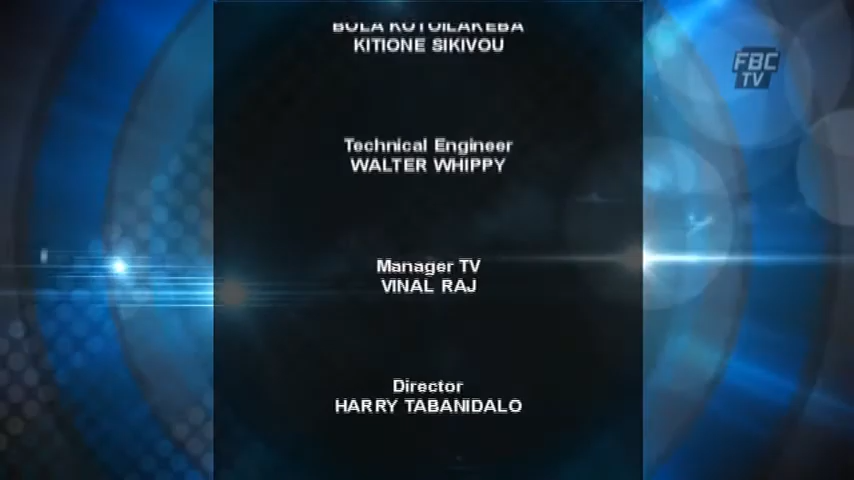 KITIONE SIKIVOU
FBC
TV
Technical Engineer
WALTER WHIPPY
Manager TV
VINAL RAJ
Director
HARRY TABANIDALO